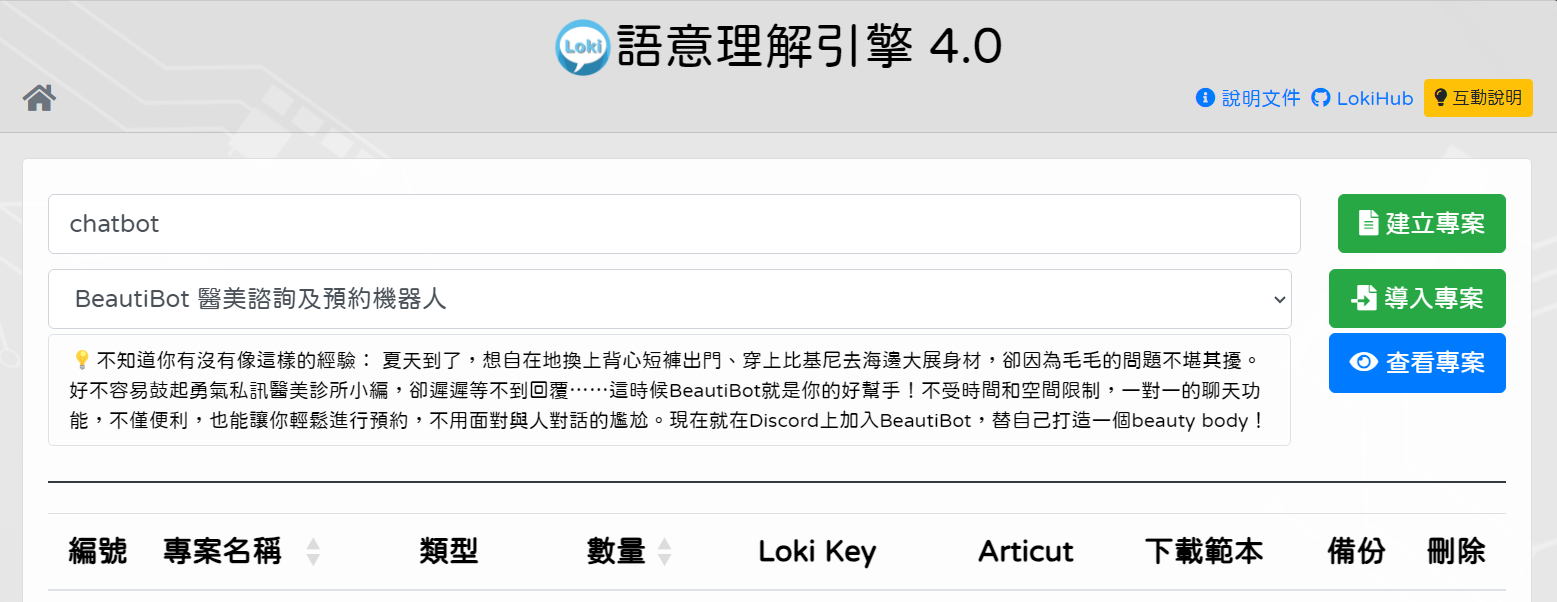 Loki 語意理解引擎 4.0
說明文件 LokiHub 互動說明
chatbot
建立專案
BeautiBot 醫美諮詢及預約機器人
導入專案
不知道你有沒有像這樣的經驗： 夏天到了，想自在地換上背心短褲出門、穿上比基尼去海邊大展身材，卻因為毛毛的問題不堪其擾。
好不容易鼓起勇氣私訊醫美診所小編，卻遲遲等不到回覆⋯⋯這時候BeautiBot就是你的好幫手！不受時間和空間限制，一對一的聊天功
能，不僅便利，也能讓你輕鬆進行預約，不用面對與人對話的尷尬。現在就在Discord上加入BeautiBot，替自己打造一個beauty body！
查看專案
編號 專案名稱 類型 數量 Loki Key Articut 下載範本 備份 刪除